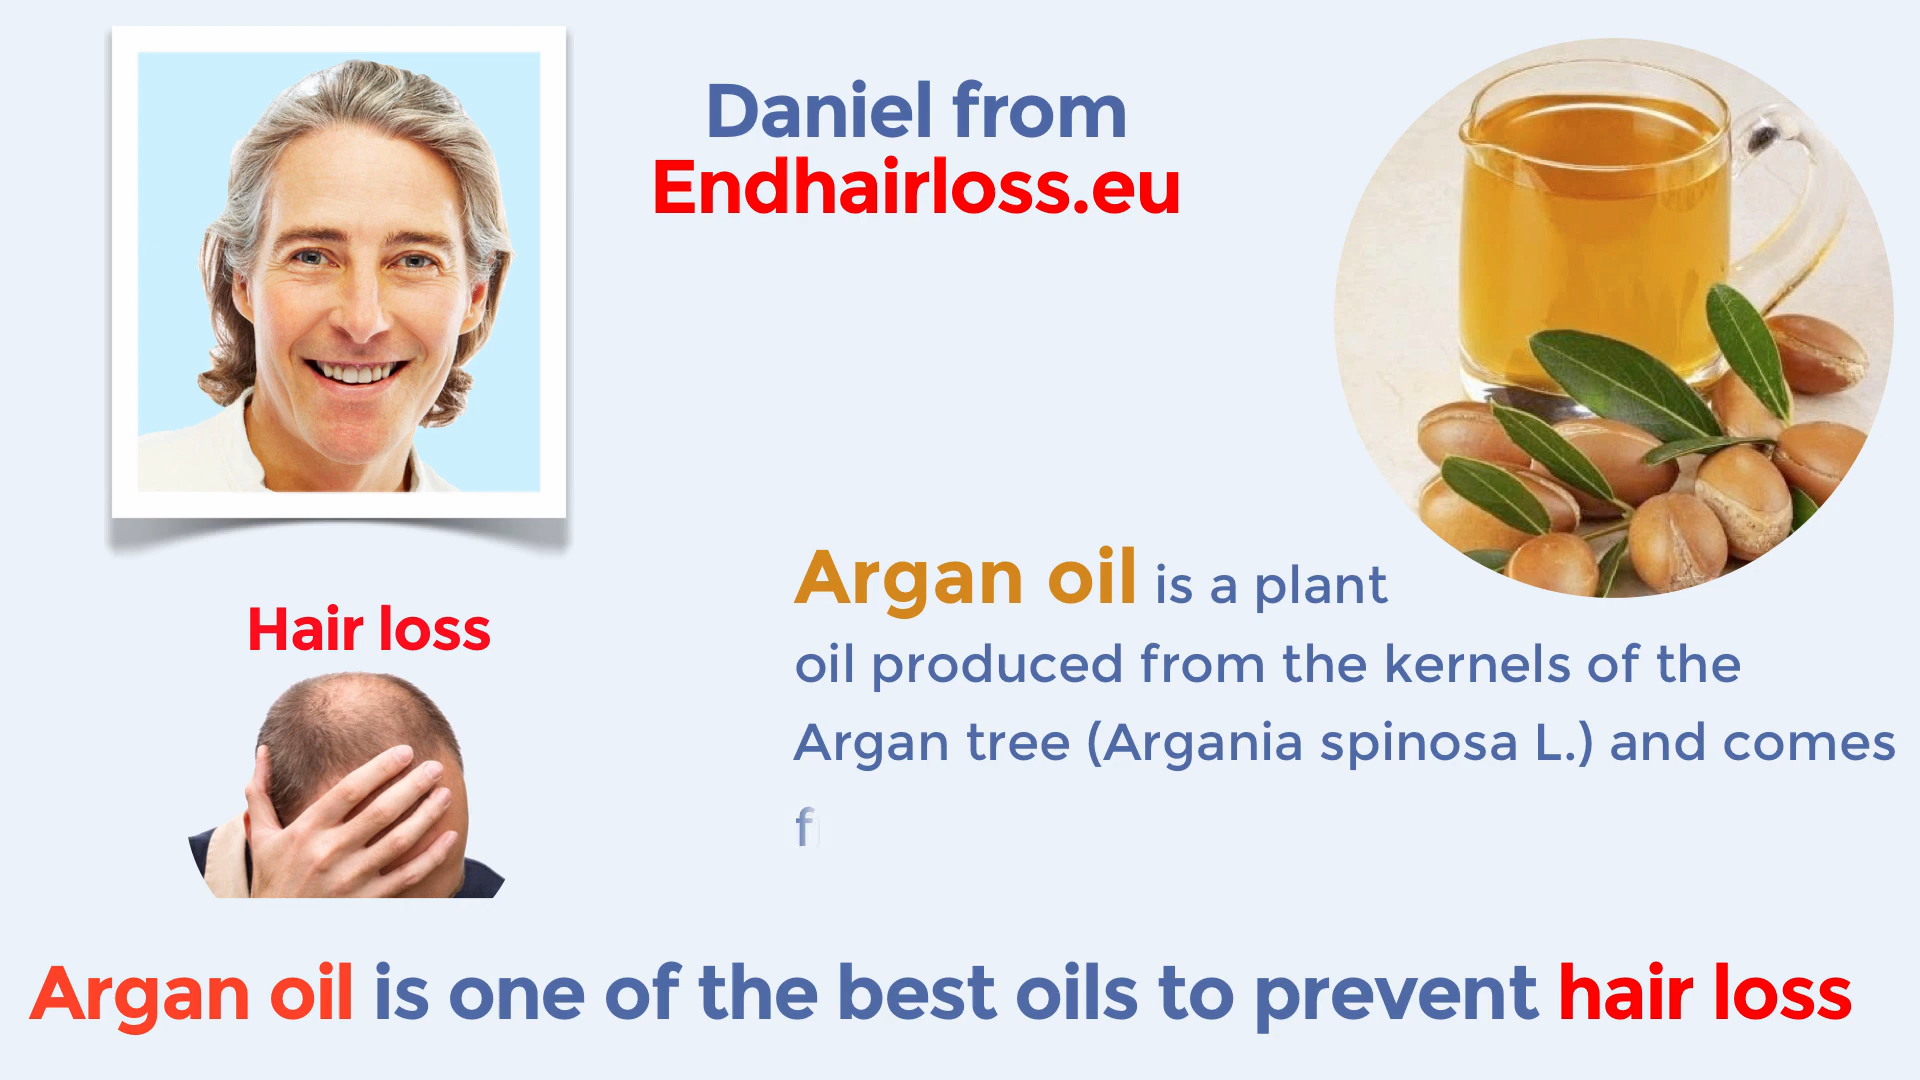 Daniel from
Endhairloss.eu
Hair loss
Argan oil is a plant
oil produced from the kernels of the
Argan tree (Argania spinosa L.) and comes
f
Argan oil is one of the best oils to prevent hair loss